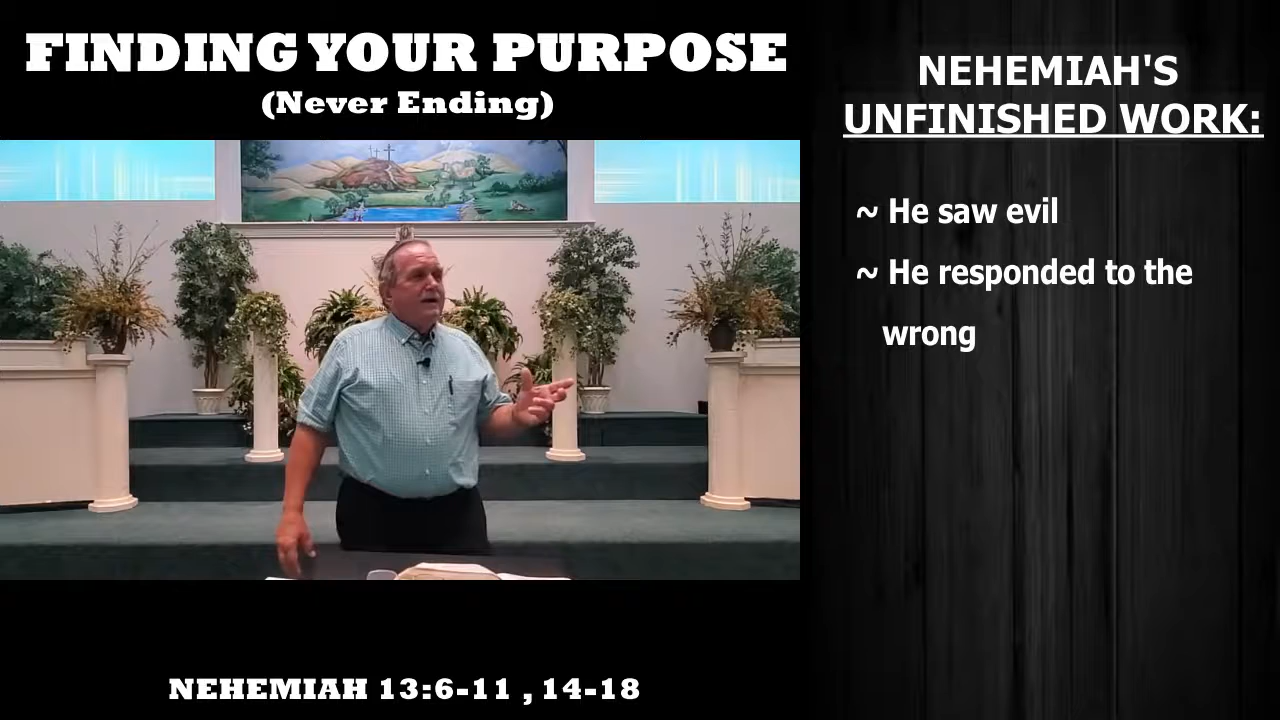 FINDING YOUR PURPOSE
(Never Ending)
NEHEMIAH'S
UNFINISHED WORK:
~ He saw evil
~ He responded to the
wrong
NEHEMIAH 13:6-11 , 14-18